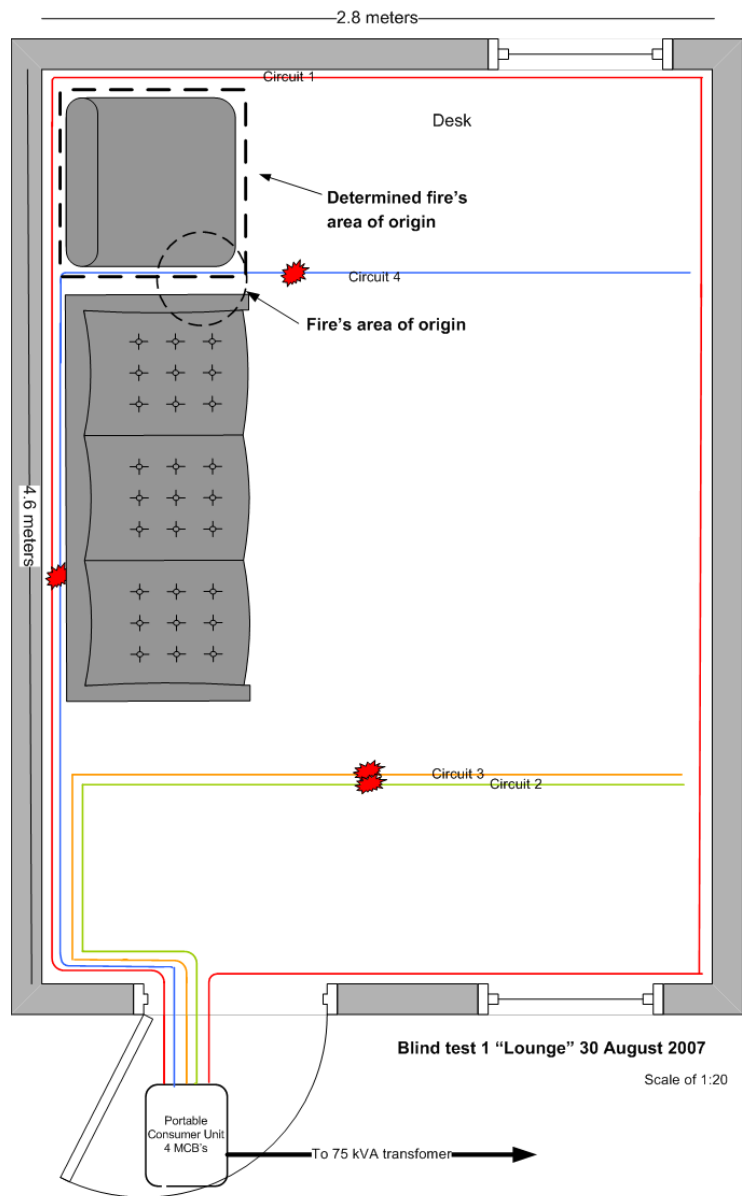 2.8 meters
Circuit 1
Desk
Determined fire's
area of origin
Circuit 4
Fire's area of origin
4.6 meters
Circuit 3
Circuit 2
Blind test 1 “Lounge” 30 August 2007
Scale of 1:20
Portable
Consumer Unit
4 MCB's
To 75 kVA transfomer